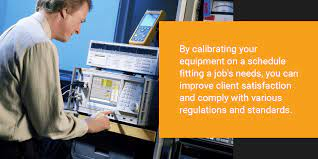 By calibrating your
equipment on a schedule
fitting a job's needs, you can
improve client satisfaction
and comply with various
regulations and standards.